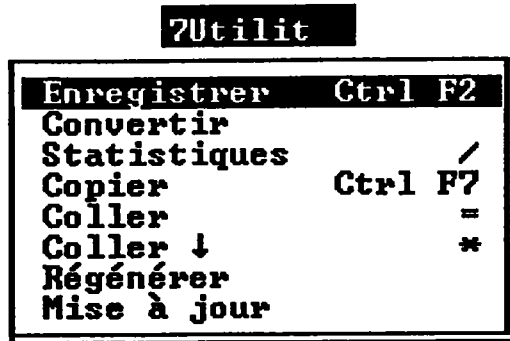 7Utilit
Enregistrer Ctrl F2
Convertir
Statistiques /
Copier Ctrl F7
Coller =
Coller ↓ *
Régénérer
Mise à jour